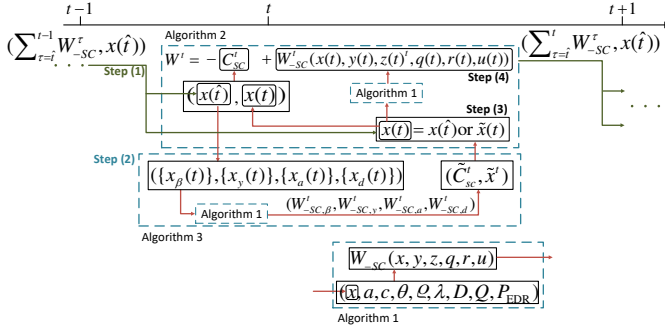 t−1 t t+1
(∑_{τ=t̂}^{t−1} W_{−SC}^τ, x(t̂)) Algorithm 2 (∑_{τ=t̂}^{t} W_{−SC}^τ, x(t̂))
W^t = − C_{SC}^t + W_{−SC}^t(x(t), y(t), z(t)^t, q(t), r(t), u(t))
Step (1) Step (4)
(x(t̂), x(t)) Algorithm 1
Step (3)
x(t) = x(t̂) or x̃(t)
Step (2)
({x_β(t)},{x_y(t)},{x_a(t)},{x_d(t)}) (C̃_{sc}^t, x̃^t)
(W_{−SC,β}^t, W_{−SC,y}^t, W_{−SC,a}^t, W_{−SC,d}^t)
Algorithm 1
Algorithm 3
W_{−SC}(x, y, z, q, r, u)
(x, a, c, θ, ϱ, λ, D, Q, P_{EDR})
Algorithm 1